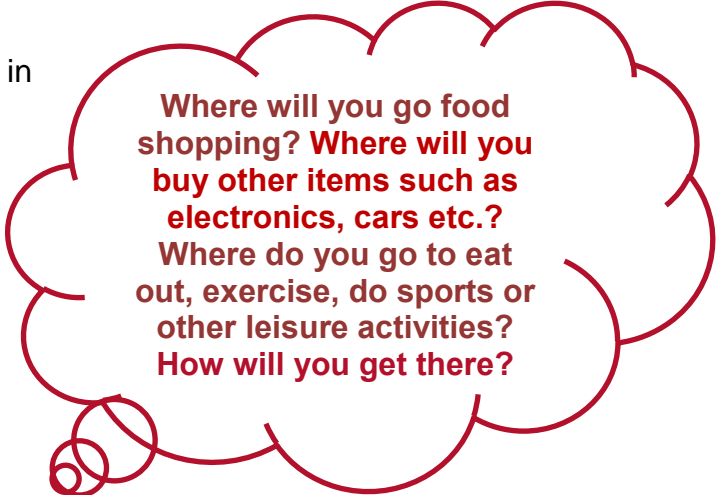 in
Where will you go food
shopping? Where will you
buy other items such as
electronics, cars etc.?
Where do you go to eat
out, exercise, do sports or
other leisure activities?
How will you get there?